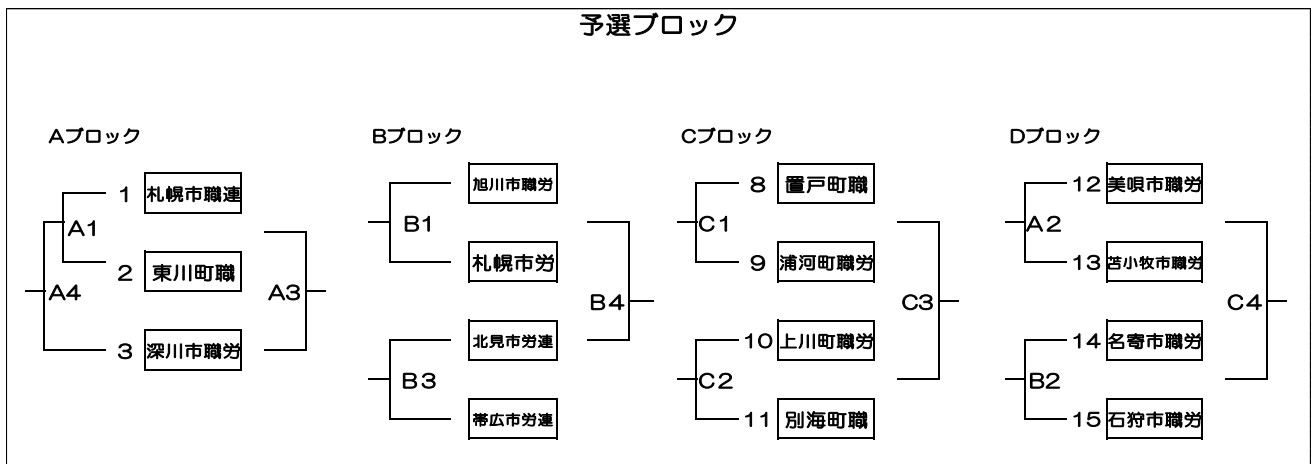 予選ブロック
Aブロック
Bブロック
Cブロック
Dブロック
1 札幌市職連
A1
2 東川町職
A4
A3
3 深川市職労
旭川市職労
B1
札幌市労
B4
北見市労連
B3
帯広市労連
8 置戸町職
C1
9 浦河町職労
C3
10 上川町職労
C2
11 別海町職
12 美唄市職労
A2
13 苫小牧市職労
C4
14 名寄市職労
B2
15 石狩市職労